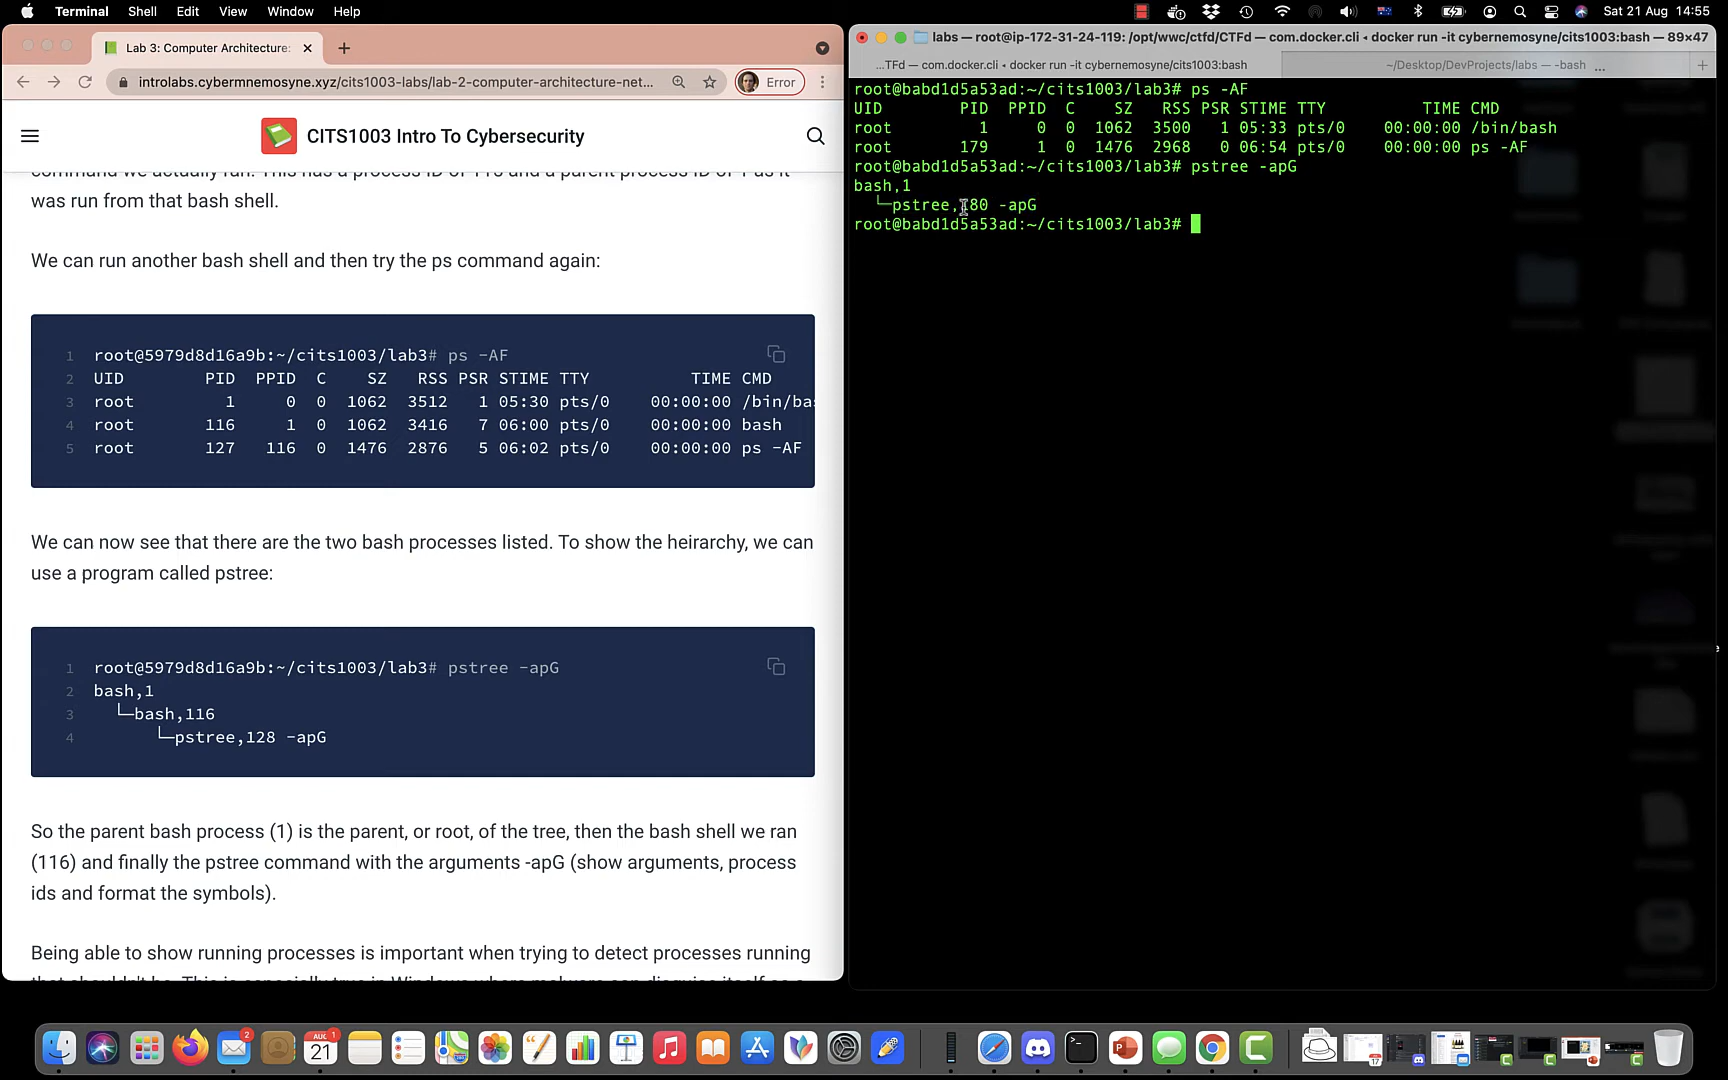 Terminal Shell Edit View Window Help
Sat 21 Aug 14:55
Lab 3: Computer Architecture:
introlabs.cybermnemosyne.xyz/cits1003-labs/lab-2-computer-architecture-net...
Error
CITS1003 Intro To Cybersecurity
was run from that bash shell.
We can run another bash shell and then try the ps command again:
1 root@5979d8d16a9b:~/cits1003/lab3# ps -AF
2 UID PID PPID C SZ RSS PSR STIME TTY TIME CMD
3 root 1 0 0 1062 3512 1 05:30 pts/0 00:00:00 /bin/ba
4 root 116 1 0 1062 3416 7 06:00 pts/0 00:00:00 bash
5 root 127 116 0 1476 2876 5 06:02 pts/0 00:00:00 ps -AF
We can now see that there are the two bash processes listed. To show the heirarchy, we can
use a program called pstree:
1 root@5979d8d16a9b:~/cits1003/lab3# pstree -apG
2 bash,1
3 └─bash,116
4 └─pstree,128 -apG
So the parent bash process (1) is the parent, or root, of the tree, then the bash shell we ran
(116) and finally the pstree command with the arguments -apG (show arguments, process
ids and format the symbols).
Being able to show running processes is important when trying to detect processes running
labs — root@ip-172-31-24-119: /opt/wwc/ctfd/CTFd — com.docker.cli ◂ docker run -it cybernemosyne/cits1003:bash — 89×47
...TFd — com.docker.cli ◂ docker run -it cybernemosyne/cits1003:bash
~/Desktop/DevProjects/labs — -bash ...
root@babd1d5a53ad:~/cits1003/lab3# ps -AF
UID PID PPID C SZ RSS PSR STIME TTY TIME CMD
root 1 0 0 1062 3500 1 05:33 pts/0 00:00:00 /bin/bash
root 179 1 0 1476 2968 0 06:54 pts/0 00:00:00 ps -AF
root@babd1d5a53ad:~/cits1003/lab3# pstree -apG
bash,1
└─pstree,180 -apG
root@babd1d5a53ad:~/cits1003/lab3#
2
AUG 1
21
17